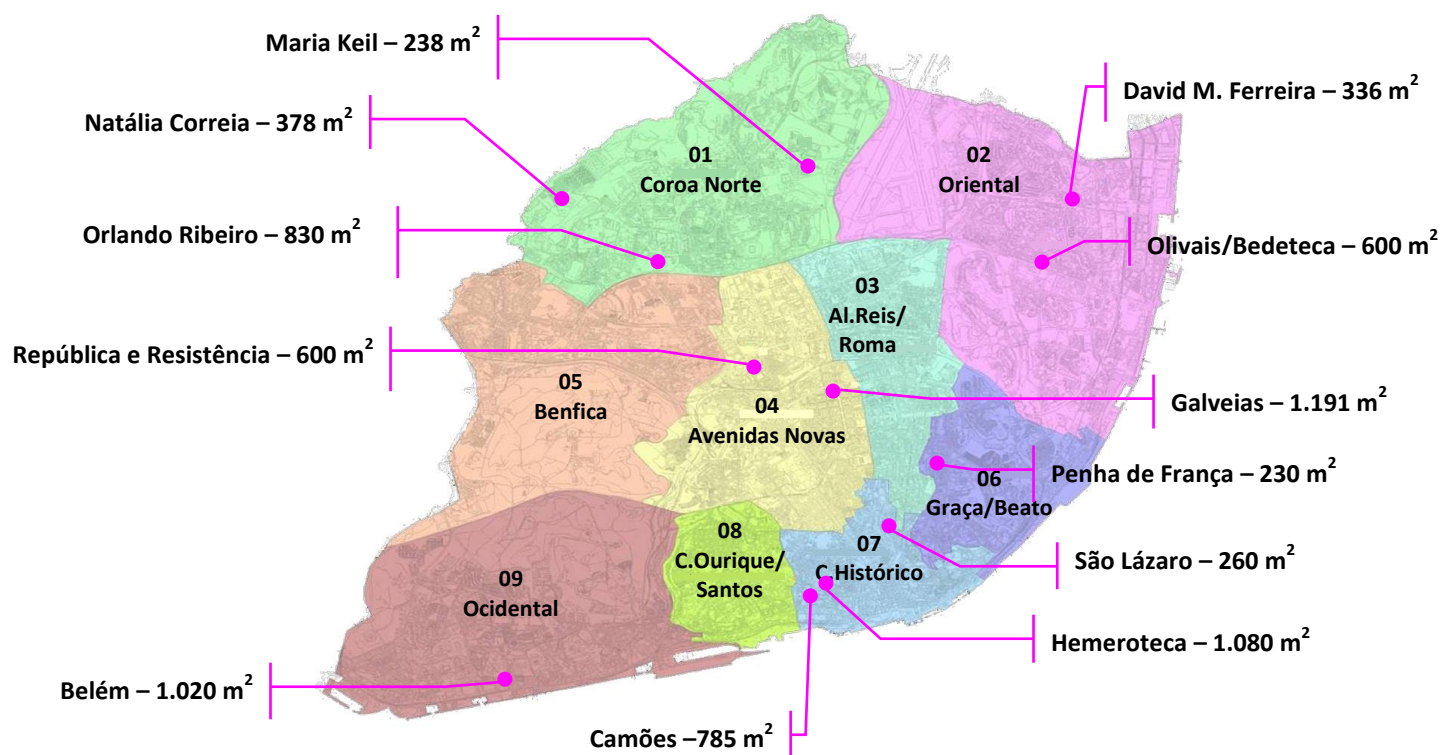 Maria Keil – 238 m²
David M. Ferreira – 336 m²
Natália Correia – 378 m²
01
Coroa Norte
02
Oriental
Orlando Ribeiro – 830 m²
Olivais/Bedeteca – 600 m²
03
Al.Reis/
Roma
República e Resistência – 600 m²
05
Benfica
04
Avenidas Novas
Galveias – 1.191 m²
Penha de França – 230 m²
06
Graça/Beato
08
C.Ourique/
Santos
07
C.Histórico
São Lázaro – 260 m²
09
Ocidental
Hemeroteca – 1.080 m²
Belém – 1.020 m²
Camões –785 m²